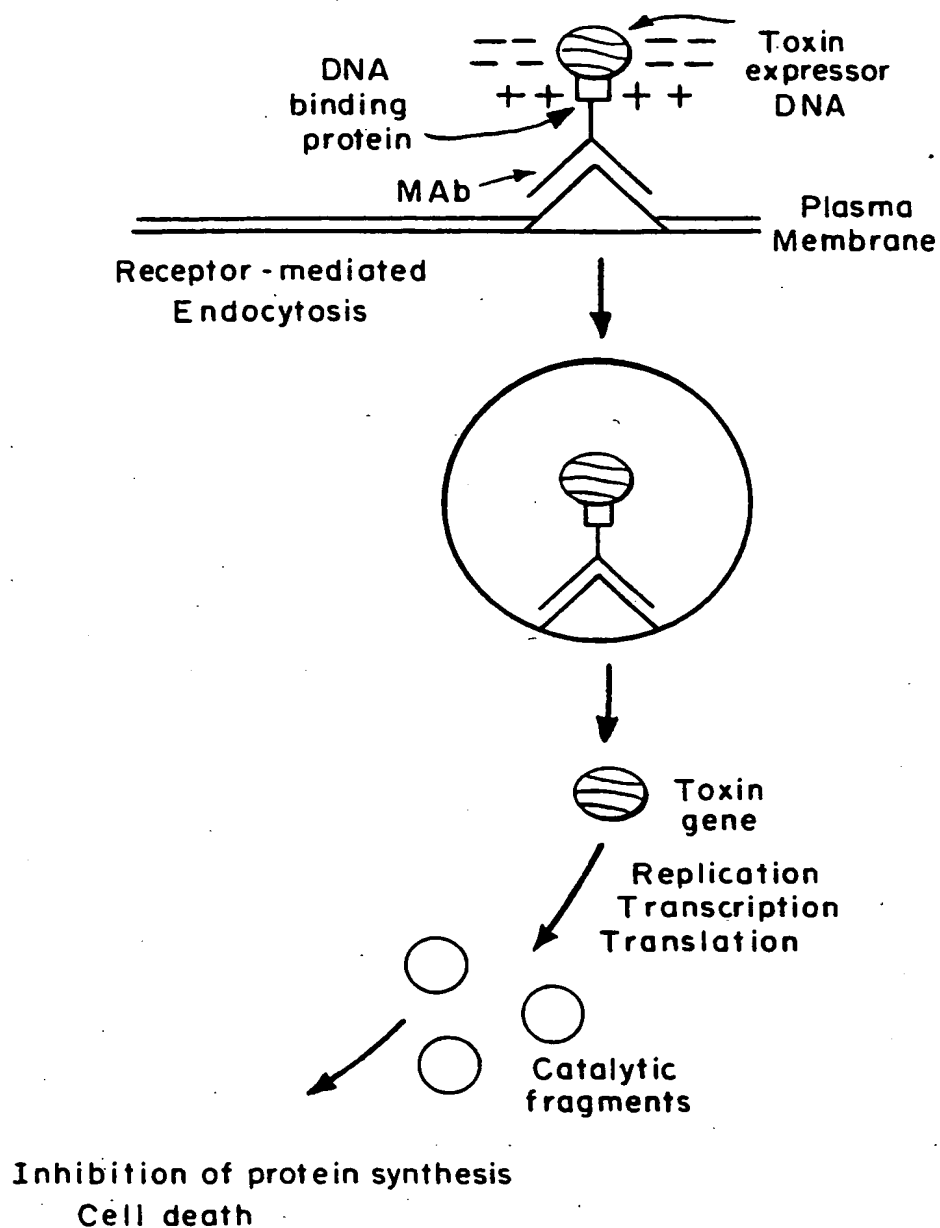 Toxin
expressor
DNA
DNA
binding
protein
− − − −
− − − −
+ + + +
MAb
Plasma
Membrane
Receptor-mediated
Endocytosis
Toxin
gene
Replication
Transcription
Translation
Catalytic
fragments
Inhibition of protein synthesis
Cell death